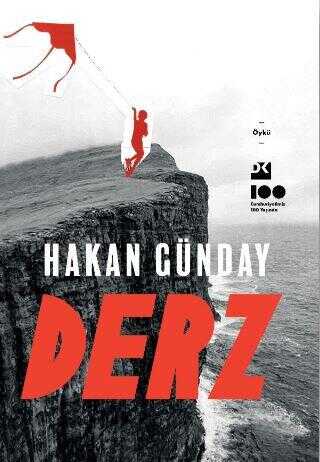 Öykü
DK
100
Cumhuriyetimiz
100 Yaşında
HAKAN GÜNDAY
DERZ